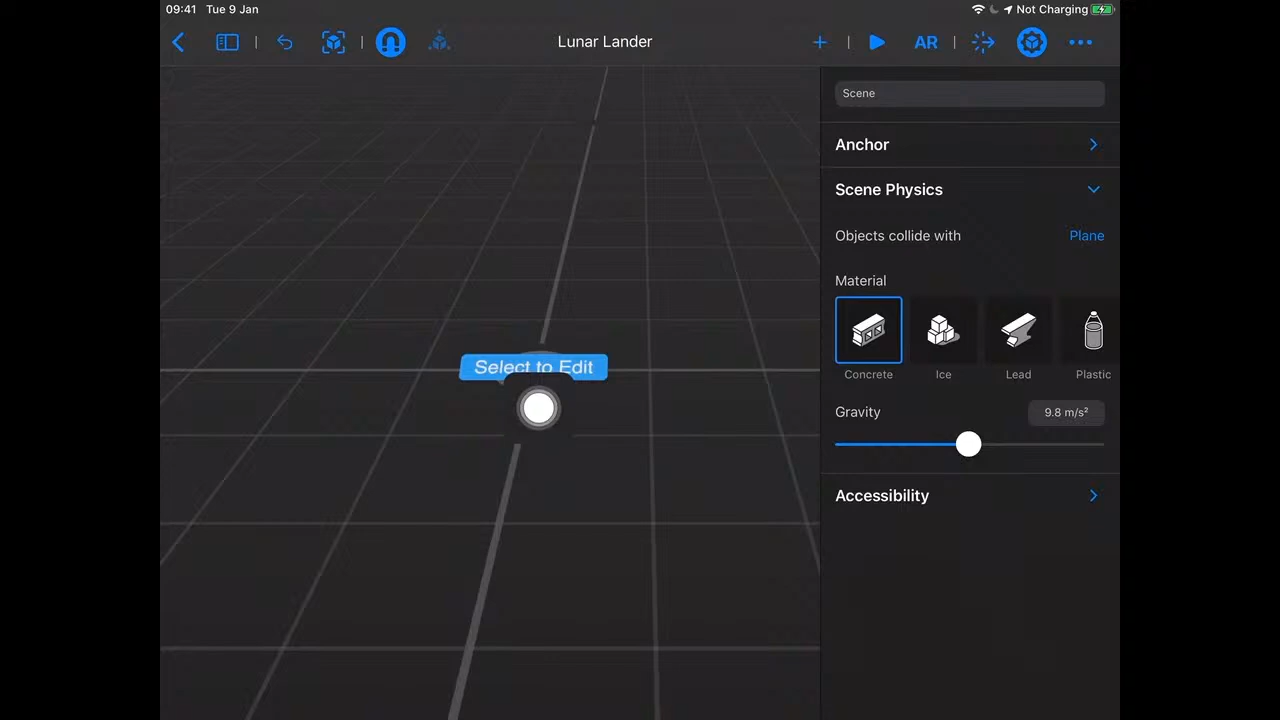 09:41 Tue 9 Jan
Not Charging
Lunar Lander
AR
Scene
Anchor
Scene Physics
Objects collide with
Plane
Material
Concrete
Ice
Lead
Plastic
Gravity
9.8 m/s²
Accessibility
Select to Edit